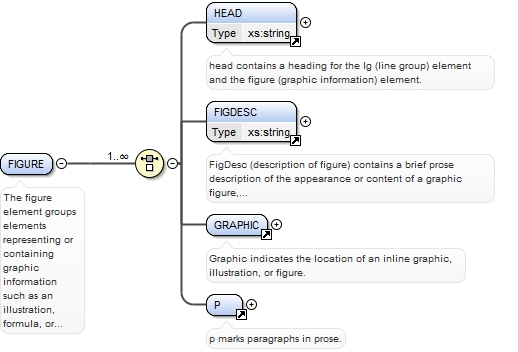 HEAD
Type xs:string
head contains a heading for the lg (line group) element
and the figure (graphic information) element.
FIGDESC
Type xs:string
FigDesc (description of figure) contains a brief prose
description of the appearance or content of a graphic
figure,...
FIGURE
1..∞
The figure
element groups
elements
representing or
containing
graphic
information
such as an
illustration,
formula, or...
GRAPHIC
Graphic indicates the location of an inline graphic,
illustration, or figure.
P
p marks paragraphs in prose.